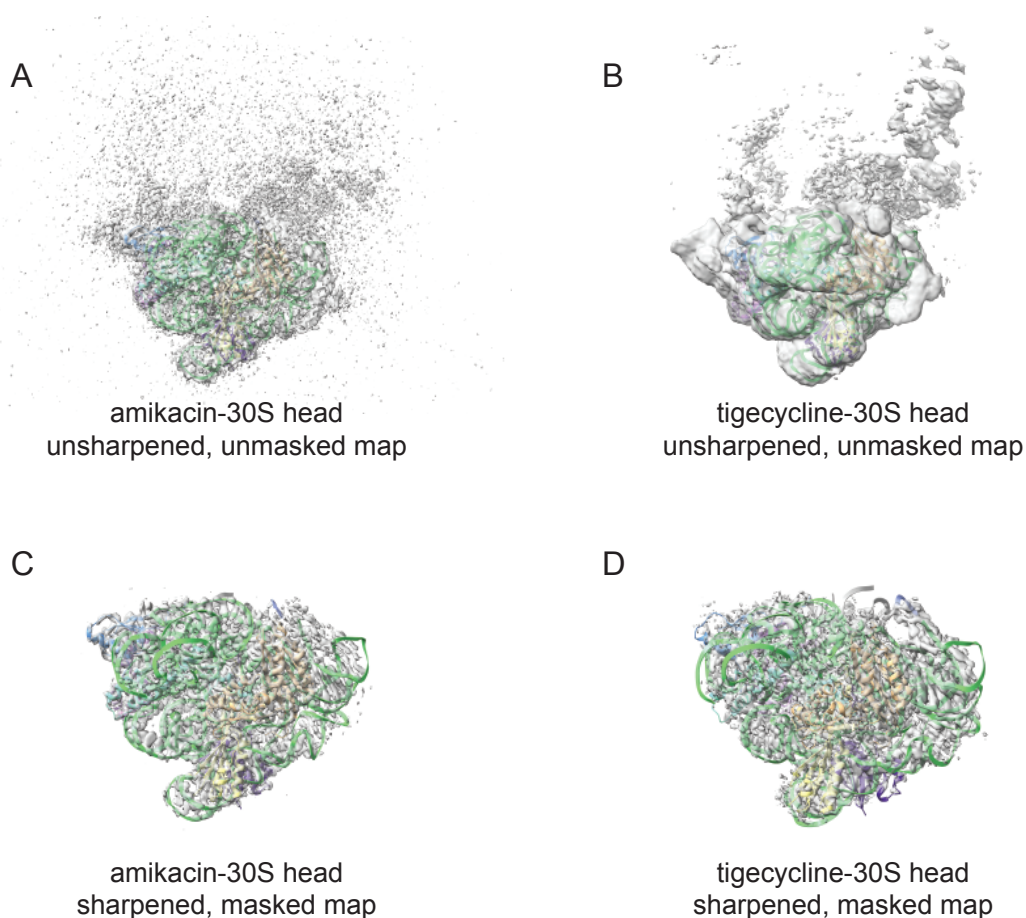 A
B
amikacin-30S head
unsharpened, unmasked map
tigecycline-30S head
unsharpened, unmasked map
C
D
amikacin-30S head
sharpened, masked map
tigecycline-30S head
sharpened, masked map